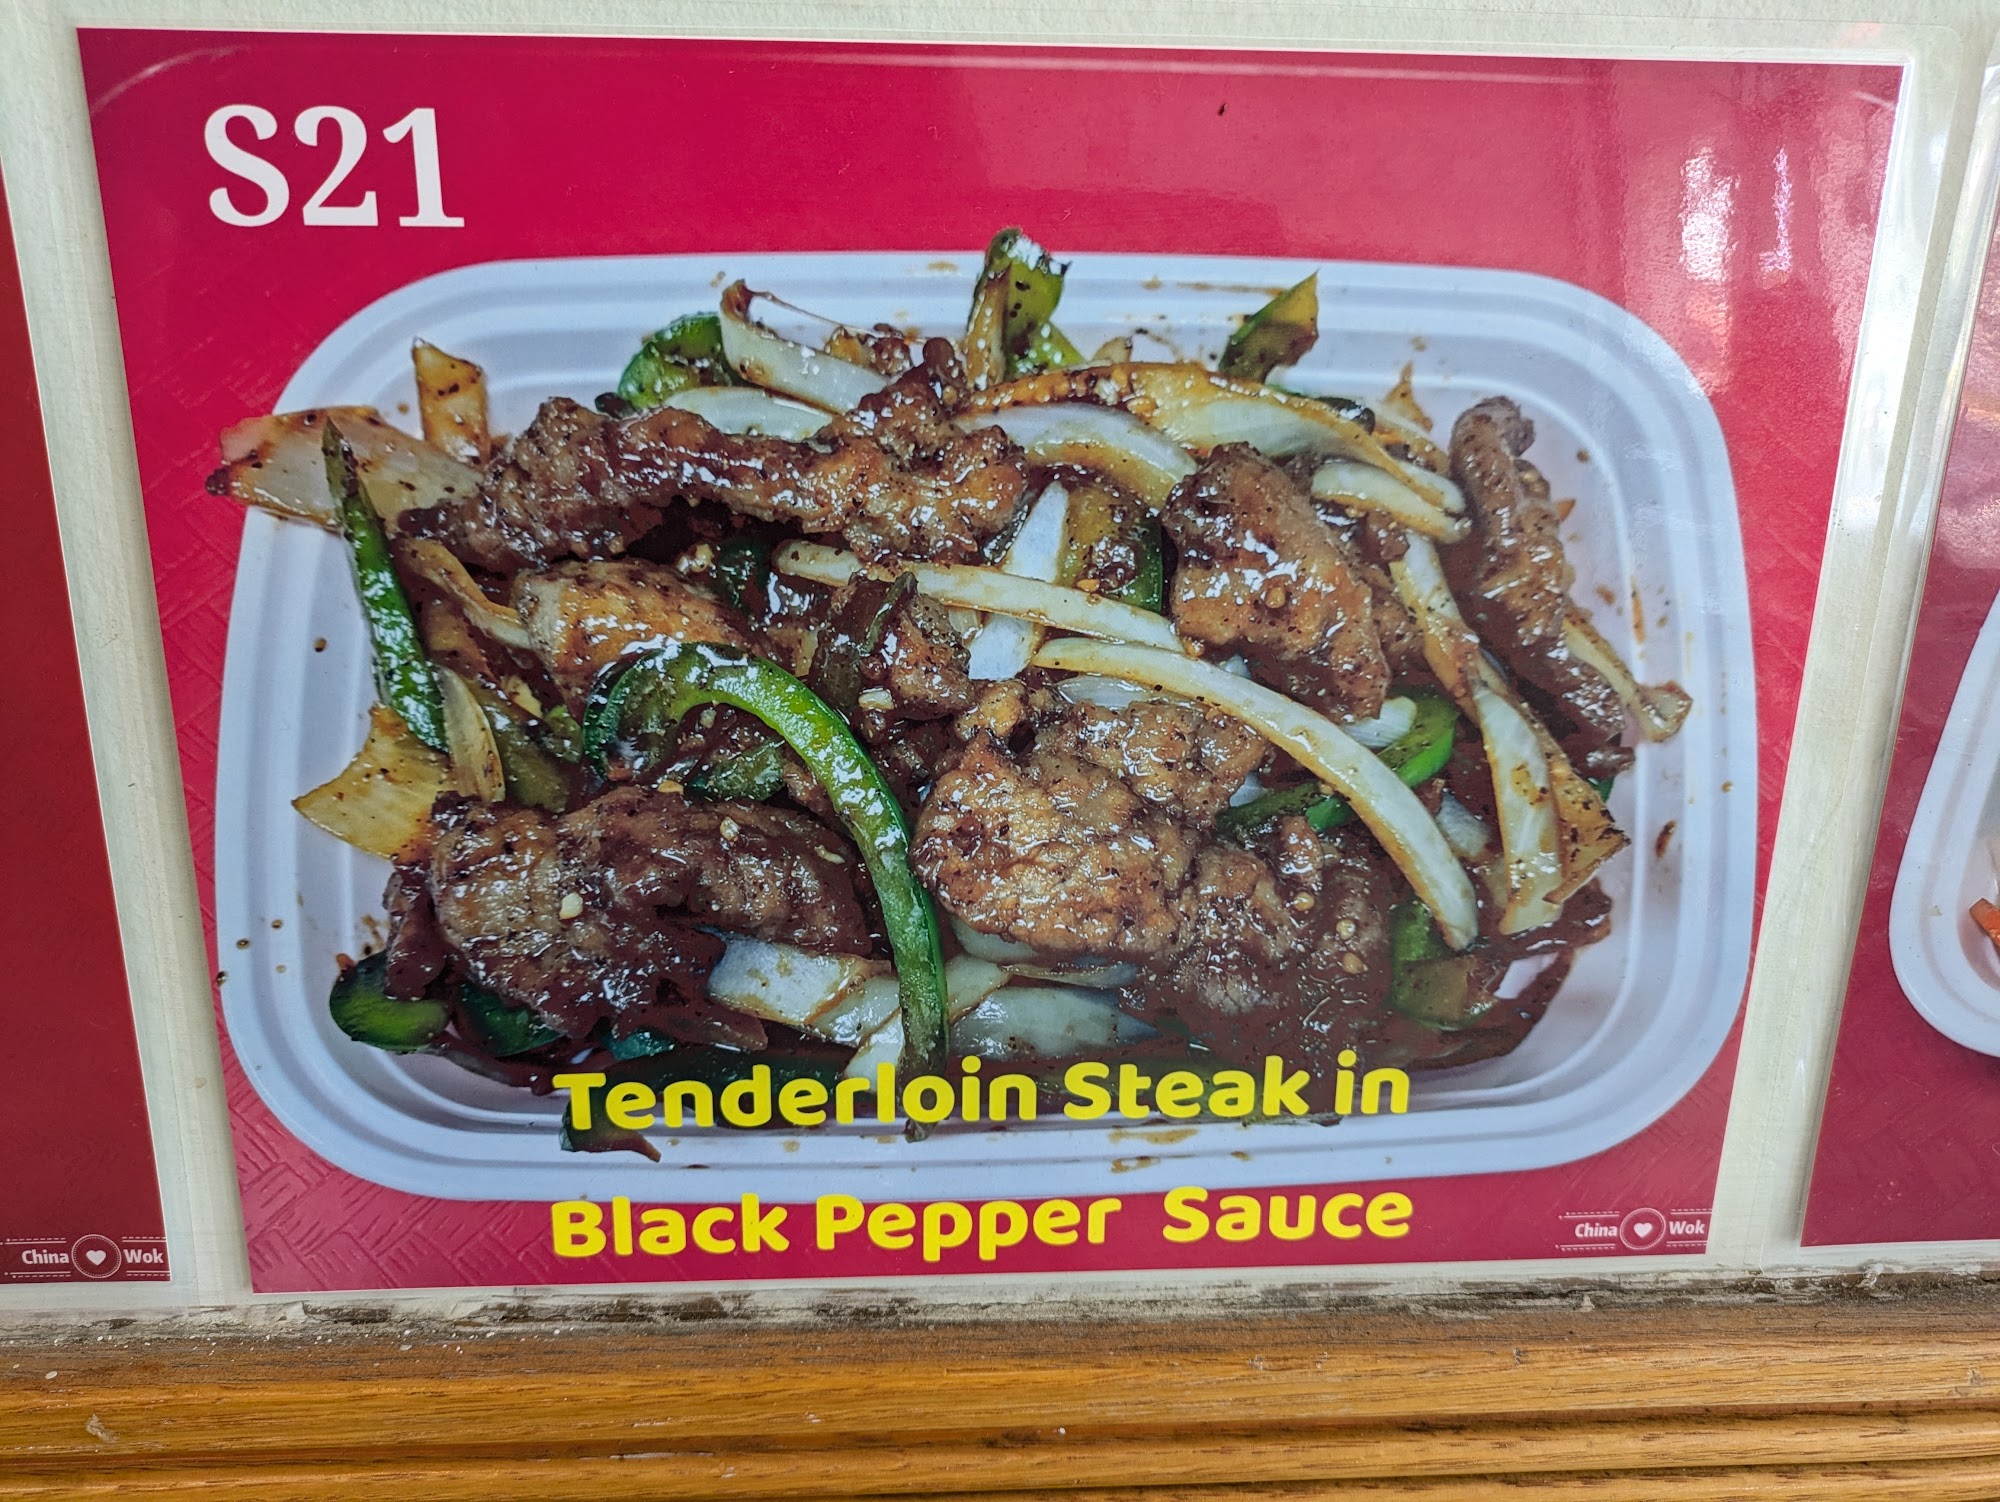 S21
Tenderloin Steak in
Black Pepper Sauce
China Wok
China Wok